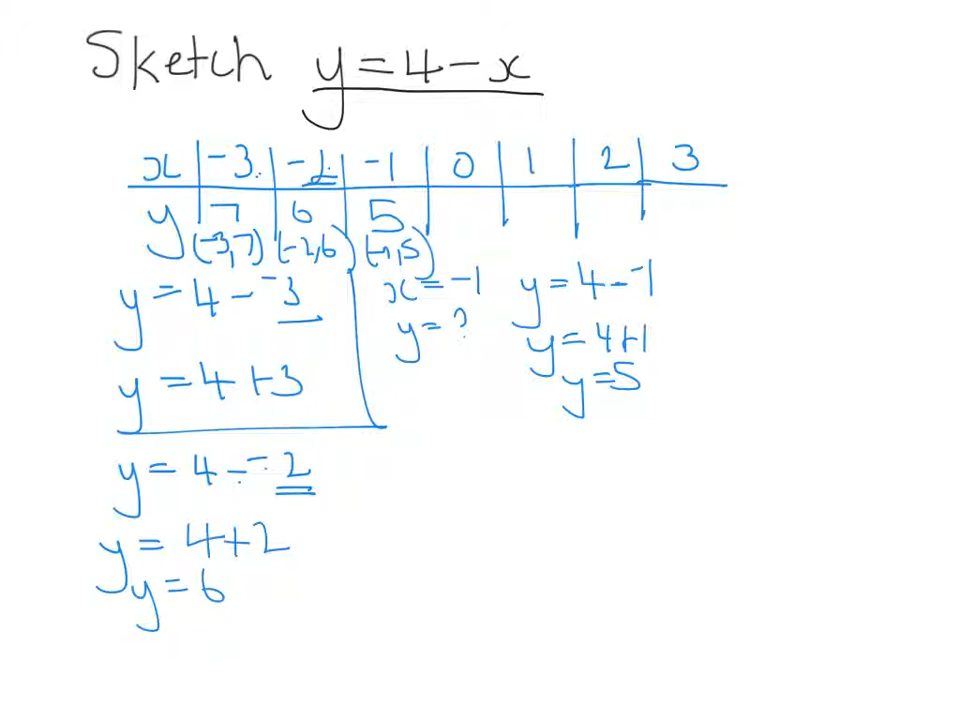 Sketch y = 4 - x
x | -3 | -2 | -1 | 0 | 1 | 2 | 3
y | 7 | 6 | 5
(-3,7) (-2,6) (-1,5)
y = 4 - -3
x = -1
y = ?
y = 4 - -1
y = 4+1
y = 5
y = 4 + 3
y = 4 - - 2
y = 4 + 2
y = 6